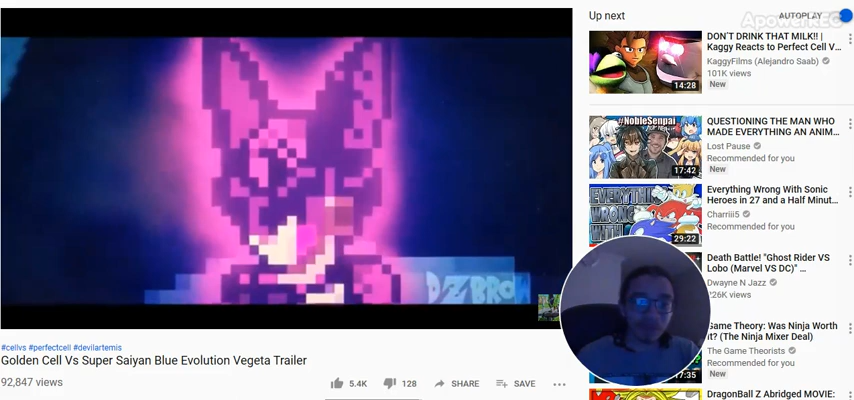 Up next
AUTOPLAY
ApowerREC
DON'T DRINK THAT MILK!! |
Kaggy Reacts to Perfect Cell V...
KaggyFilms (Alejandro Saab)
101K views
New
14:28
#NobleSenpai
17:42
QUESTIONING THE MAN WHO
MADE EVERYTHING AN ANIM...
Lost Pause
Recommended for you
New
EVERYTHING
WRONG
WITH
29:22
Everything Wrong With Sonic
Heroes in 27 and a Half Minut...
Charriii5
Recommended for you
Death Battle! "Ghost Rider VS
Lobo (Marvel VS DC)" ...
Dwayne N Jazz
226K views
Game Theory: Was Ninja Worth
it? (The Ninja Mixer Deal)
The Game Theorists
Recommended for you
New
17:35
DragonBall Z Abridged MOVIE:
#cellvs #perfectcell #devilartemis
Golden Cell Vs Super Saiyan Blue Evolution Vegeta Trailer
92,847 views
5.4K
128
SHARE
SAVE